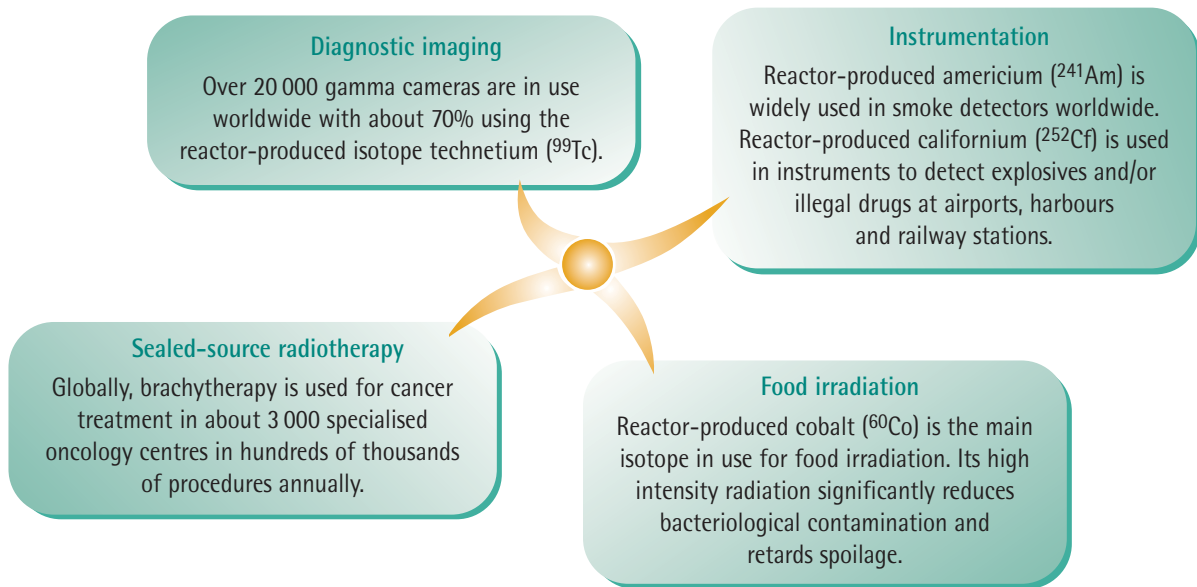 Diagnostic imaging
Over 20 000 gamma cameras are in use
worldwide with about 70% using the
reactor-produced isotope technetium (⁹⁹Tc).
Instrumentation
Reactor-produced americium (²⁴¹Am) is
widely used in smoke detectors worldwide.
Reactor-produced californium (²⁵²Cf) is used
in instruments to detect explosives and/or
illegal drugs at airports, harbours
and railway stations.
Sealed-source radiotherapy
Globally, brachytherapy is used for cancer
treatment in about 3 000 specialised
oncology centres in hundreds of thousands
of procedures annually.
Food irradiation
Reactor-produced cobalt (⁶⁰Co) is the main
isotope in use for food irradiation. Its high
intensity radiation significantly reduces
bacteriological contamination and
retards spoilage.